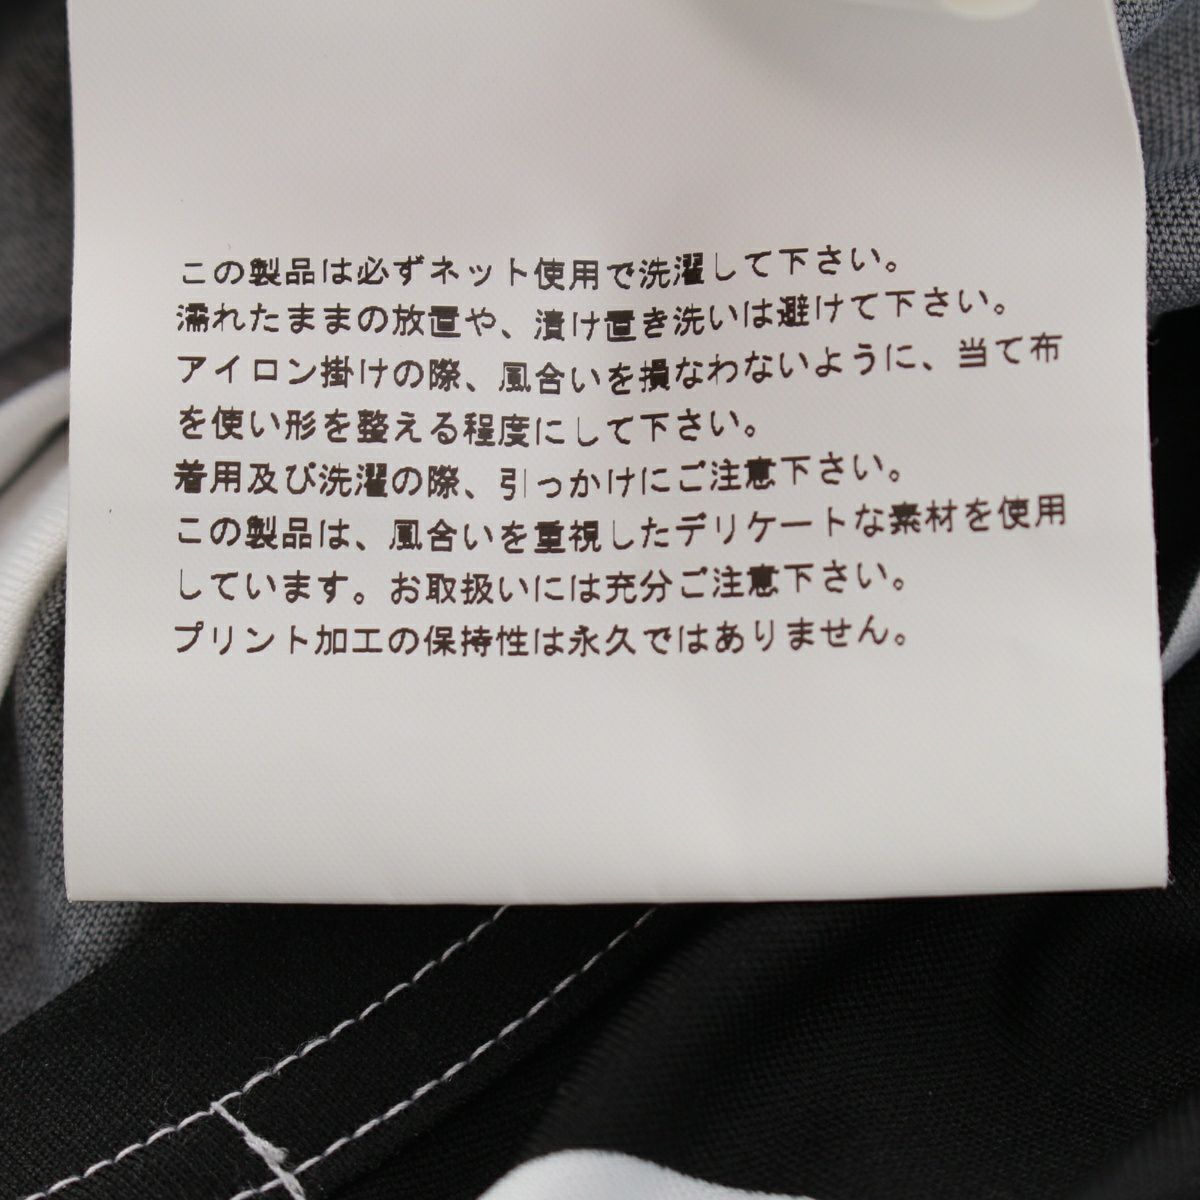 この製品は必ずネット使用で洗濯して下さい。
濡れたままの放置や、漬け置き洗いは避けて下さい。
アイロン掛けの際、風合いを損なわないように、当て布
を使い形を整える程度にして下さい。
着用及び洗濯の際、引っかけにご注意下さい。
この製品は、風合いを重視したデリケートな素材を使用
しています。お取扱いには充分ご注意下さい。
プリント加工の保持性は永久ではありません。